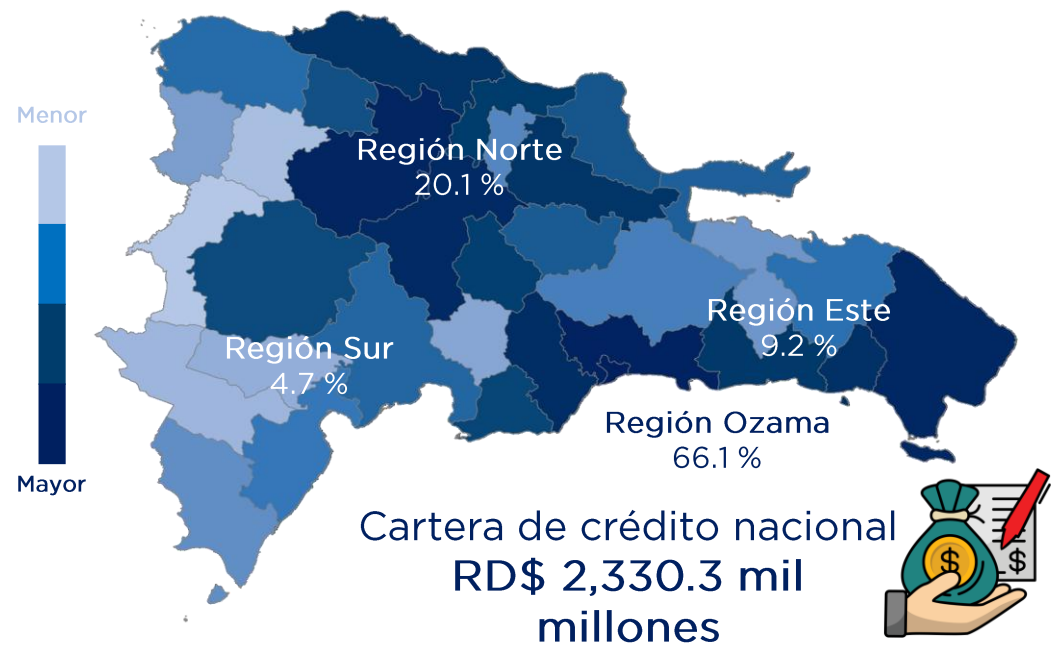 Menor
Mayor
Región Norte
20.1 %
Región Este
9.2 %
Región Sur
4.7 %
Región Ozama
66.1 %
Cartera de crédito nacional
RD$ 2,330.3 mil
millones
$
$